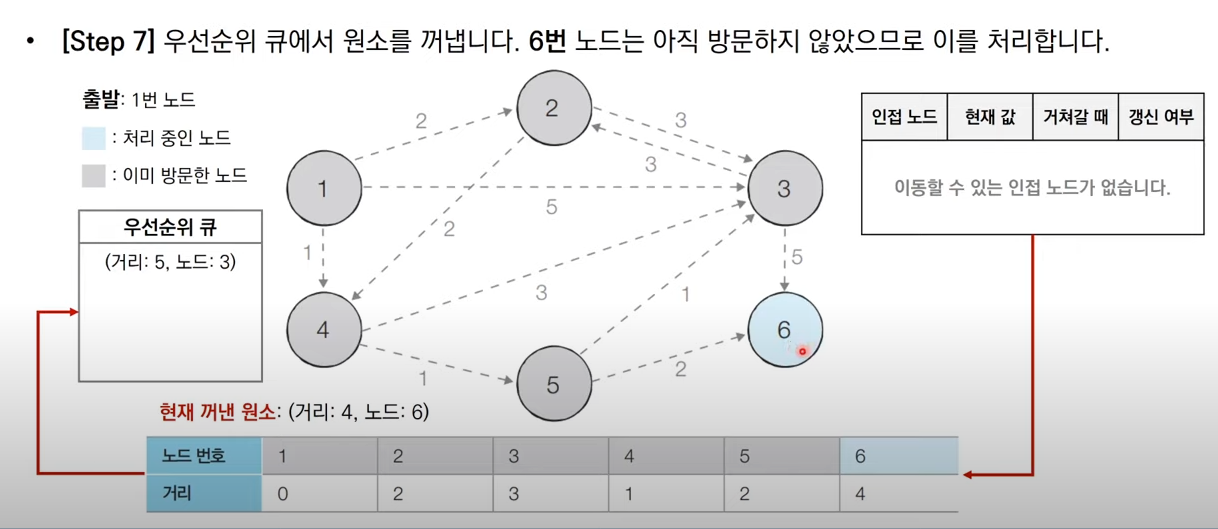 • [Step 7] 우선순위 큐에서 원소를 꺼냅니다. 6번 노드는 아직 방문하지 않았으므로 이를 처리합니다.
출발: 1번 노드
: 처리 중인 노드
: 이미 방문한 노드
우선순위 큐
(거리: 5, 노드: 3)
2
2
3
3
1
5
3
1
2
5
4
3
1
6
1
5
2
인접 노드 현재 값 거쳐갈 때 갱신 여부
이동할 수 있는 인접 노드가 없습니다.
현재 꺼낸 원소: (거리: 4, 노드: 6)
노드 번호 1 2 3 4 5 6
거리 0 2 3 1 2 4